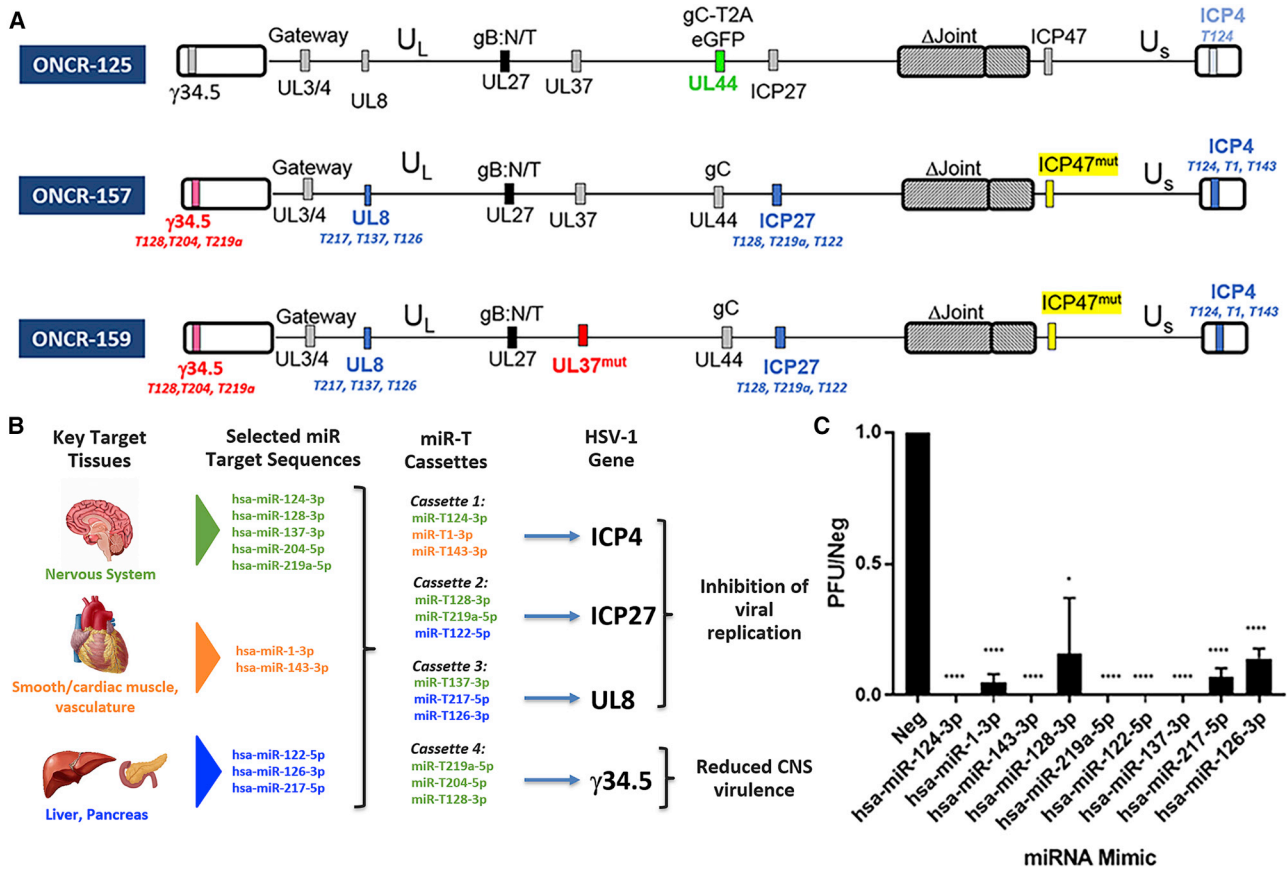 A
ONCR-125
γ34.5
Gateway
UL3/4
UL8
UL
gB:N/T
UL27
UL37
gC-T2A
eGFP
UL44
ICP27
ΔJoint
ICP47
US
ICP4
T124
ONCR-157
γ34.5
T128,T204, T219a
Gateway
UL3/4
UL8
T217, T137, T126
UL
gB:N/T
UL27
UL37
gC
UL44
ICP27
T128, T219a, T122
ΔJoint
ICP47mut
US
ICP4
T124, T1, T143
ONCR-159
γ34.5
T128,T204, T219a
Gateway
UL3/4
UL8
T217, T137, T126
UL
gB:N/T
UL27
UL37mut
gC
UL44
ICP27
T128, T219a, T122
ΔJoint
ICP47mut
US
ICP4
T124, T1, T143
B
Key Target
Tissues
Nervous System
Smooth/cardiac muscle,
vasculature
Liver, Pancreas
Selected miR
Target Sequences
hsa-miR-124-3p
hsa-miR-128-3p
hsa-miR-137-3p
hsa-miR-204-5p
hsa-miR-219a-5p
hsa-miR-1-3p
hsa-miR-143-3p
hsa-miR-122-5p
hsa-miR-126-3p
hsa-miR-217-5p
miR-T
Cassettes
Cassette 1:
miR-T124-3p
miR-T1-3p
miR-T143-3p
Cassette 2:
miR-T128-3p
miR-T219a-5p
miR-T122-5p
Cassette 3:
miR-T137-3p
miR-T217-5p
miR-T126-3p
Cassette 4:
miR-T219a-5p
miR-T204-5p
miR-T128-3p
HSV-1
Gene
ICP4
ICP27
UL8
γ34.5
Inhibition of
viral
replication
Reduced CNS
virulence
C
PFU/Neg
1.0
0.5
0.0
****
****
****
*
****
****
****
****
****
Neg
hsa-miR-124-3p
hsa-miR-1-3p
hsa-miR-143-3p
hsa-miR-128-3p
hsa-miR-219a-5p
hsa-miR-122-5p
hsa-miR-137-3p
hsa-miR-217-5p
hsa-miR-126-3p
miRNA Mimic